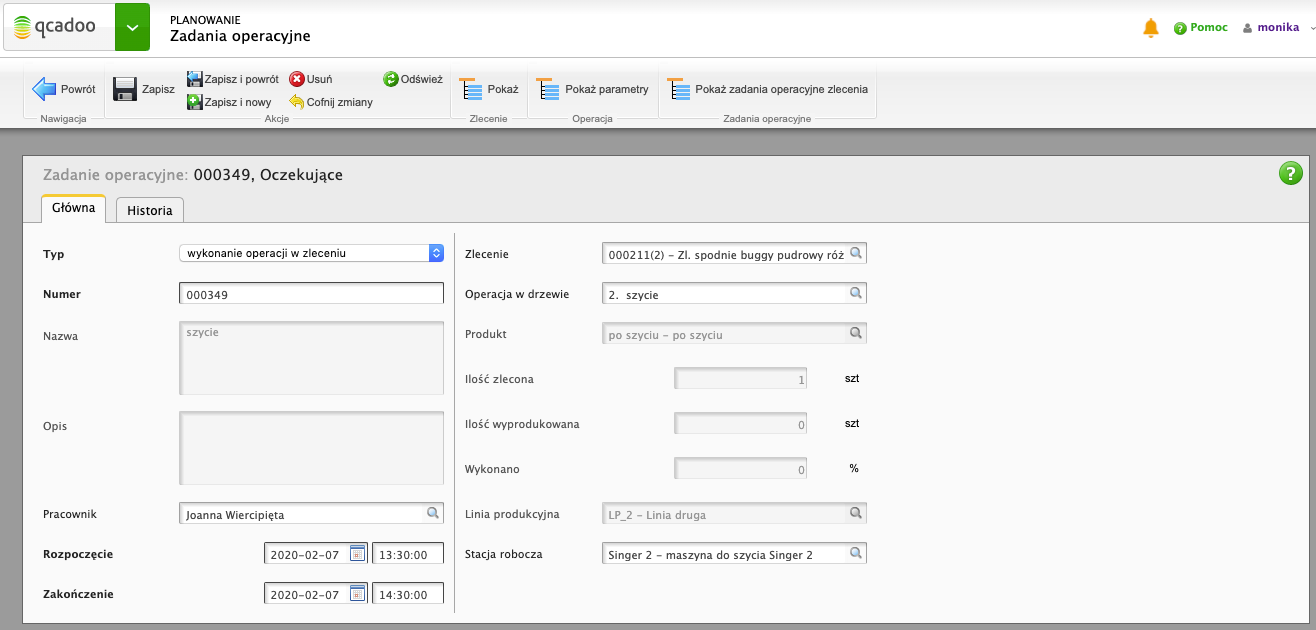 qcadoo
PLANOWANIE
Zadania operacyjne
Pomoc
monika
Powrót
Nawigacja
Zapisz
Zapisz i powrót
Usuń
Odśwież
Zapisz i nowy
Cofnij zmiany
Akcje
Pokaż
Zlecenie
Pokaż parametry
Operacja
Pokaż zadania operacyjne zlecenia
Zadania operacyjne
Zadanie operacyjne: 000349, Oczekujące
Główna
Historia
Typ
wykonanie operacji w zleceniu
Numer
000349
Nazwa
szycie
Opis
Pracownik
Joanna Wiercipięta
Rozpoczęcie
2020-02-07
13:30:00
Zakończenie
2020-02-07
14:30:00
Zlecenie
000211(2) - Zl. spodnie buggy pudrowy róż
Operacja w drzewie
2. szycie
Produkt
po szyciu - po szyciu
Ilość zlecona
1
szt
Ilość wyprodukowana
0
szt
Wykonano
0
%
Linia produkcyjna
LP_2 - Linia druga
Stacja robocza
Singer 2 - maszyna do szycia Singer 2